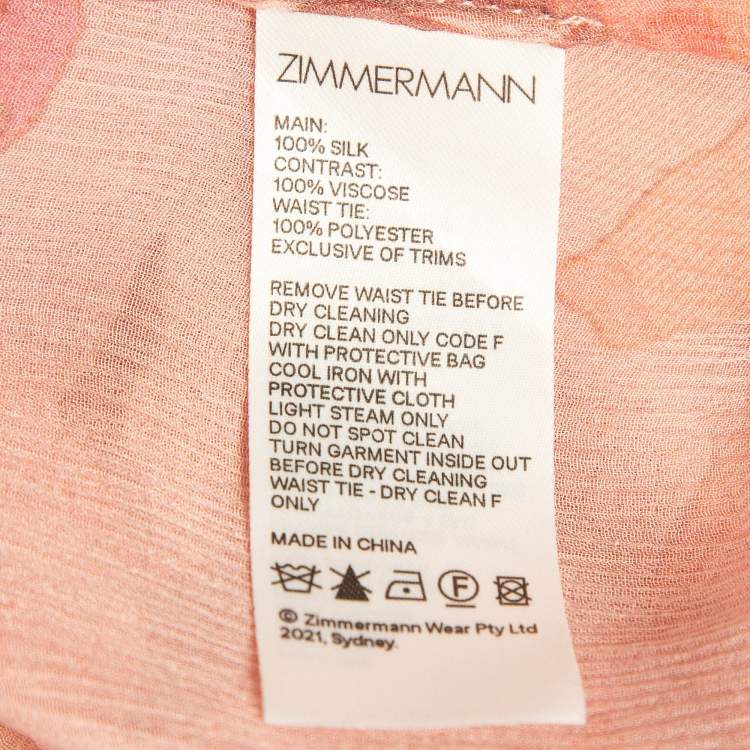 ZIMMERMANN
MAIN:
100% SILK
CONTRAST:
100% VISCOSE
WAIST TIE:
100% POLYESTER
EXCLUSIVE OF TRIMS
REMOVE WAIST TIE BEFORE
DRY CLEANING
DRY CLEAN ONLY CODE F
WITH PROTECTIVE BAG
COOL IRON WITH
PROTECTIVE CLOTH
LIGHT STEAM ONLY
DO NOT SPOT CLEAN
TURN GARMENT INSIDE OUT
BEFORE DRY CLEANING
WAIST TIE - DRY CLEAN F
ONLY
MADE IN CHINA
F
© Zimmermann Wear Pty Ltd
2021, Sydney.